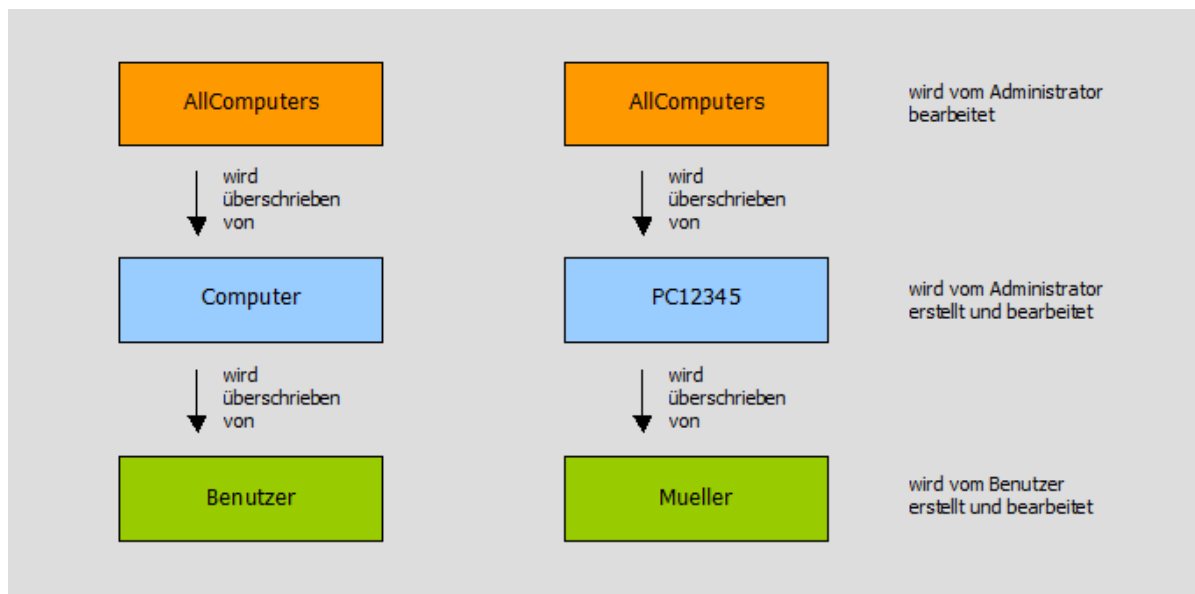 AllComputers
AllComputers
wird vom Administrator
bearbeitet
wird
überschrieben
von
wird
überschrieben
von
Computer
PC12345
wird vom Administrator
erstellt und bearbeitet
wird
überschrieben
von
wird
überschrieben
von
Benutzer
Mueller
wird vom Benutzer
erstellt und bearbeitet